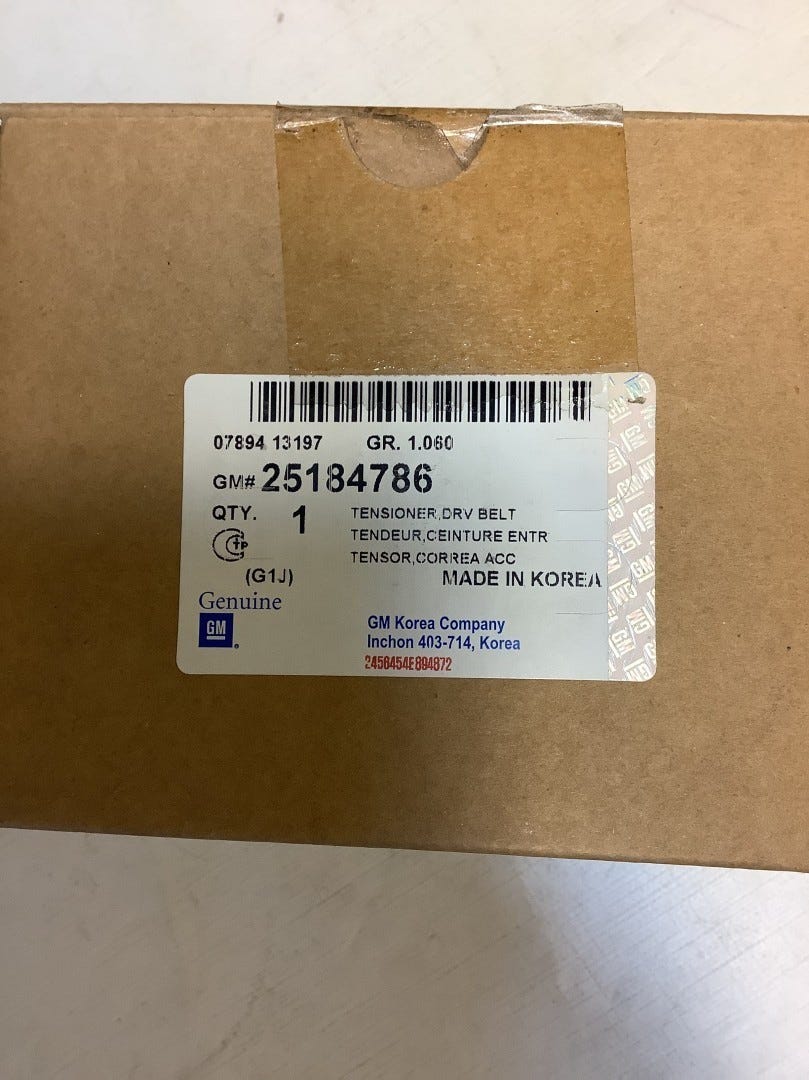 07894 13197 GR. 1.060
GM# 25184786
QTY. 1 TENSIONER,DRV BELT
TENDEUR,CEINTURE ENTR
TENSOR,CORREA ACC
(G1J) MADE IN KOREA
Genuine
GM
GM Korea Company
Inchon 403-714, Korea
2456454E894872